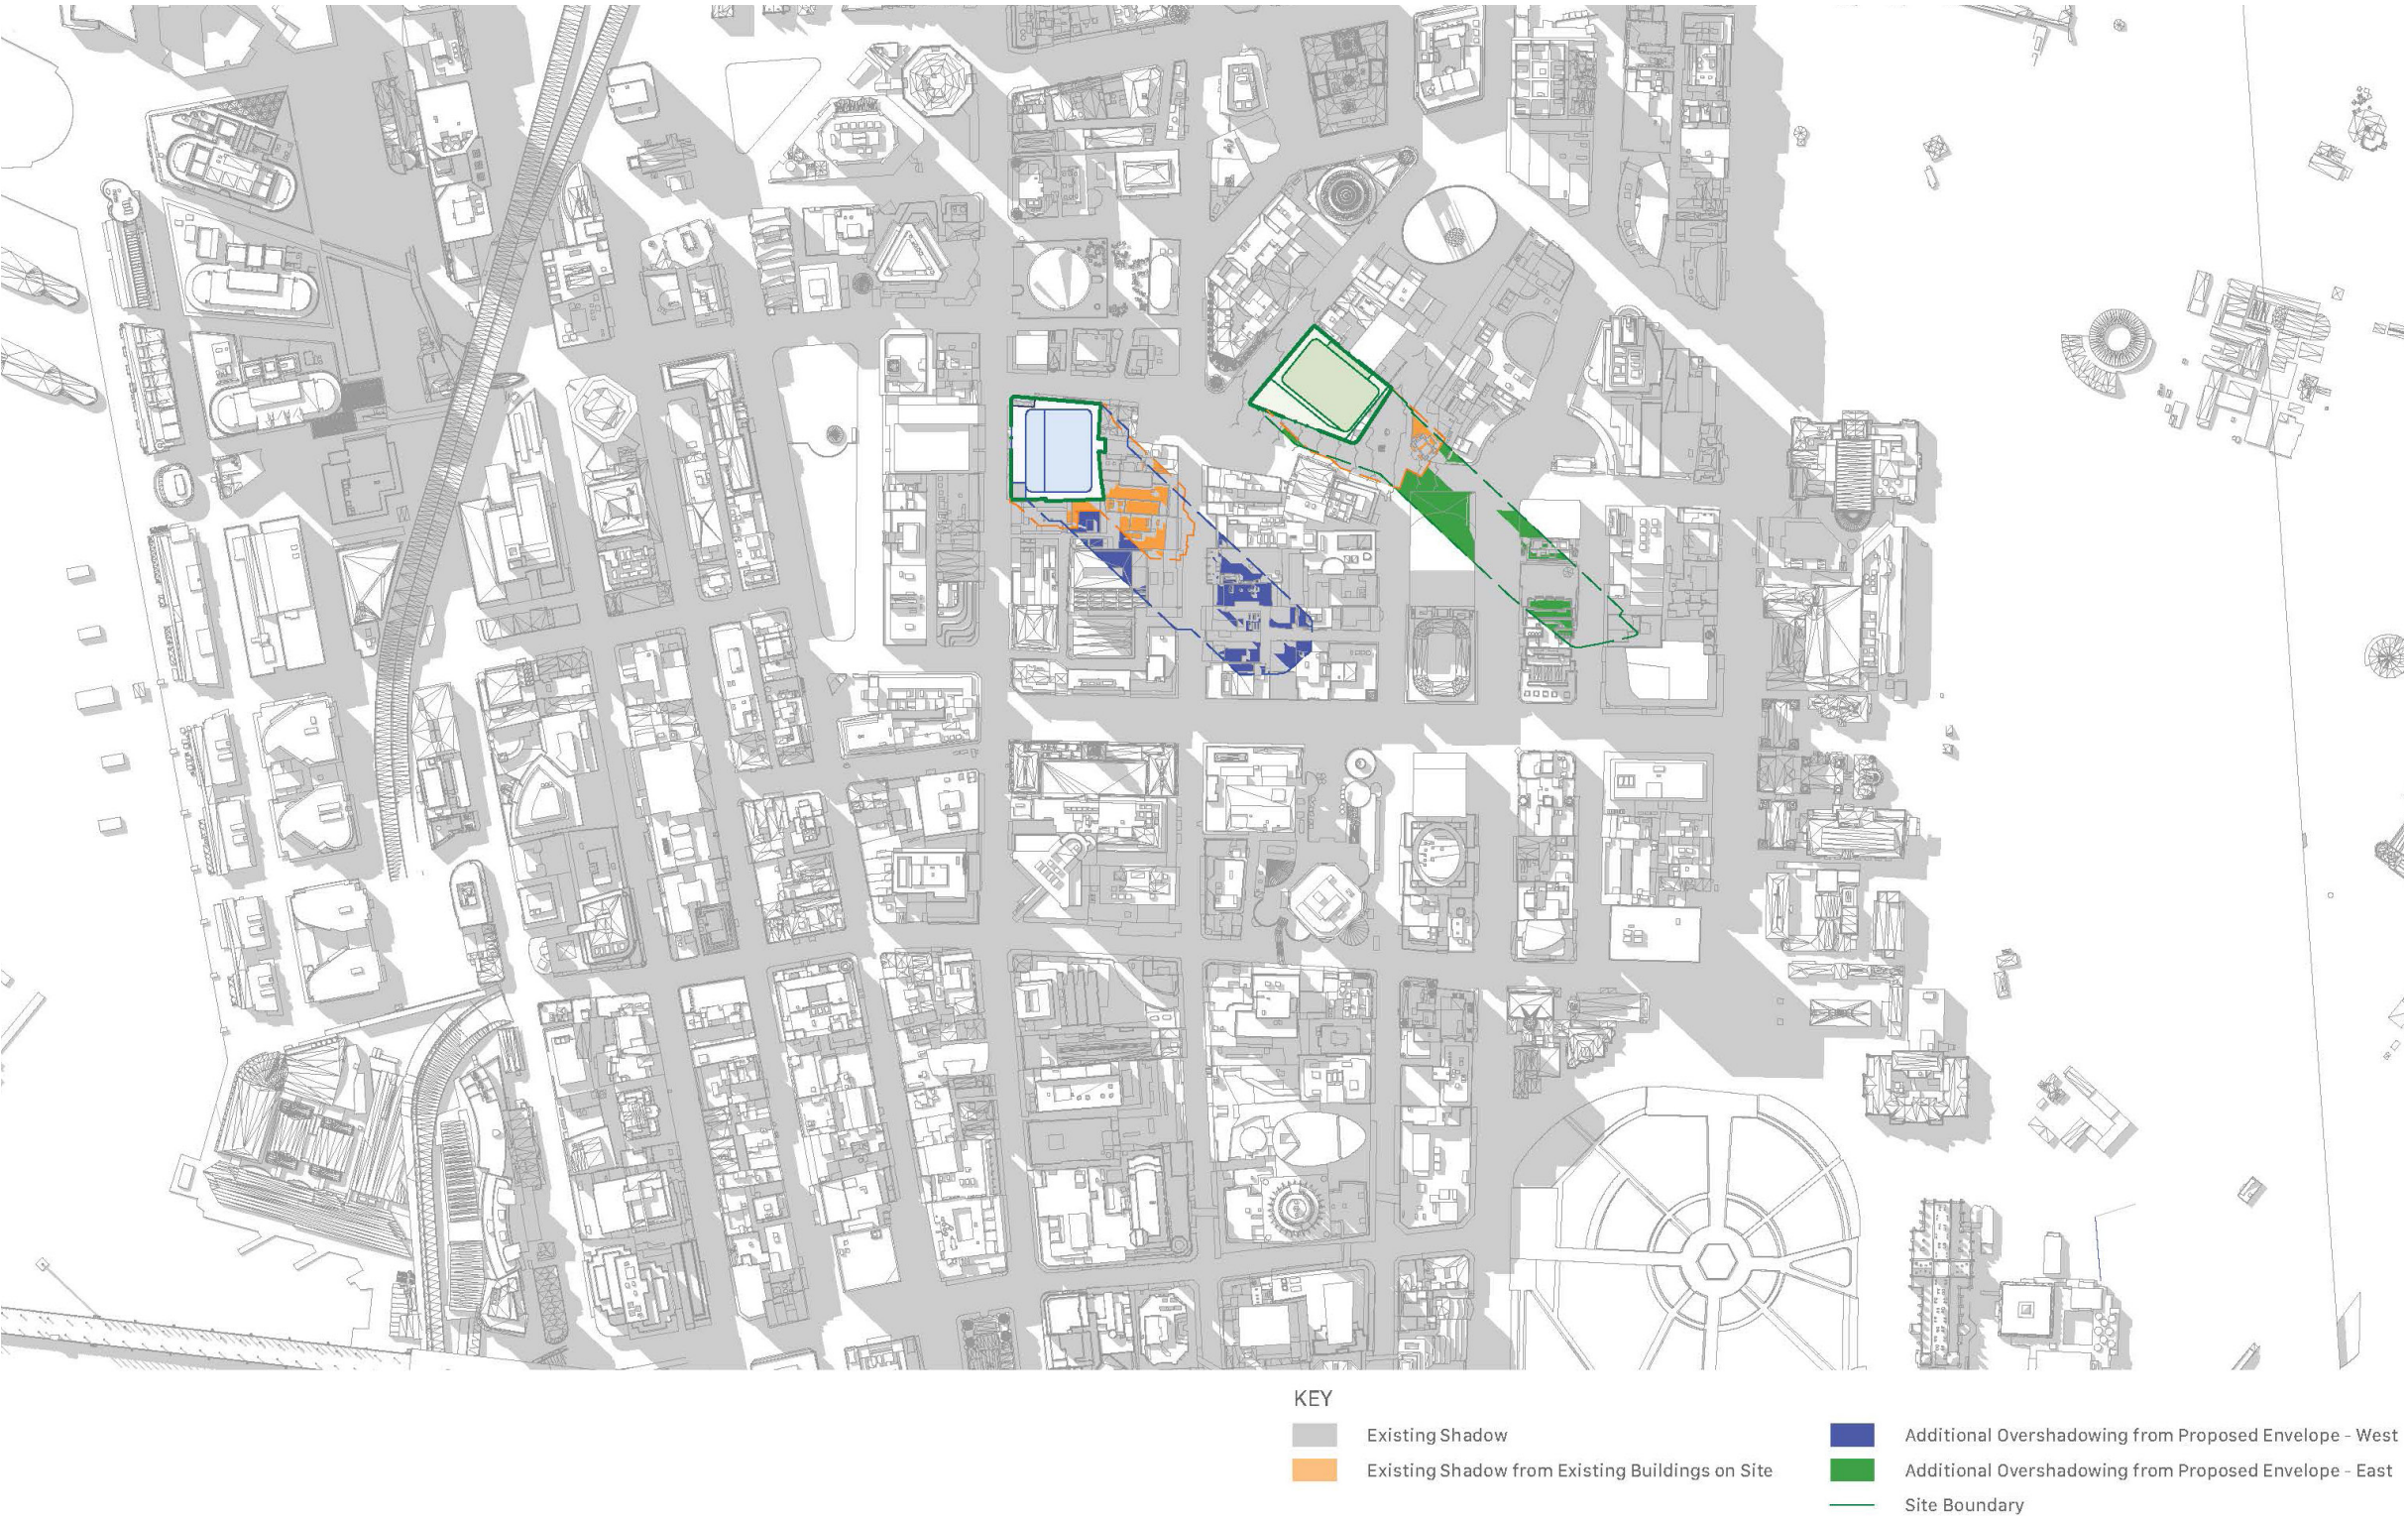 KEY
Existing Shadow
Existing Shadow from Existing Buildings on Site
Additional Overshadowing from Proposed Envelope - West
Additional Overshadowing from Proposed Envelope - East
Site Boundary